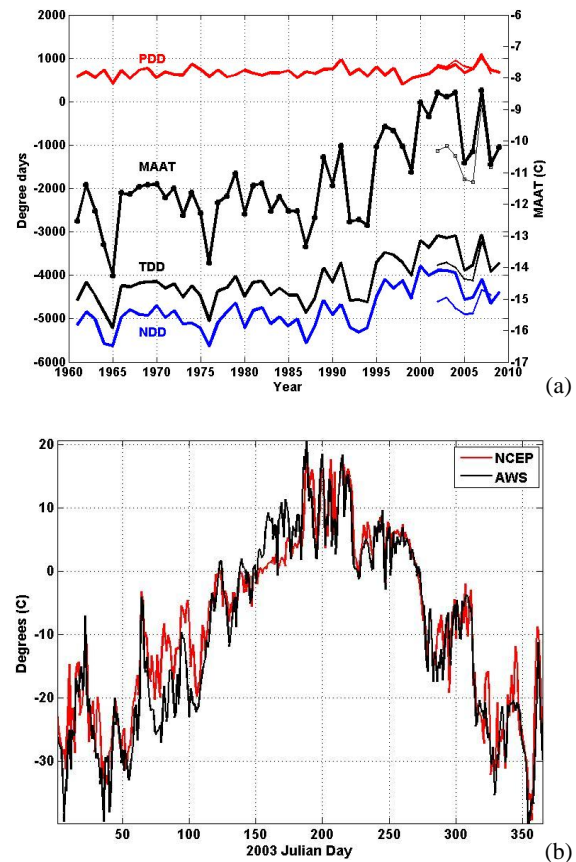 2000
1000
0
-1000
-2000
-3000
-4000
-5000
-6000
Degree days
PDD
MAAT
TDD
NDD
-6
-7
-8
-9
-10
-11
-12
-13
-14
-15
-16
-17
MAAT (C)
1960 1965 1970 1975 1980 1985 1990 1995 2000 2005 2010
Year
(a)
20
10
0
-10
-20
-30
Degrees (C)
NCEP
AWS
50 100 150 200 250 300 350
2003 Julian Day
(b)